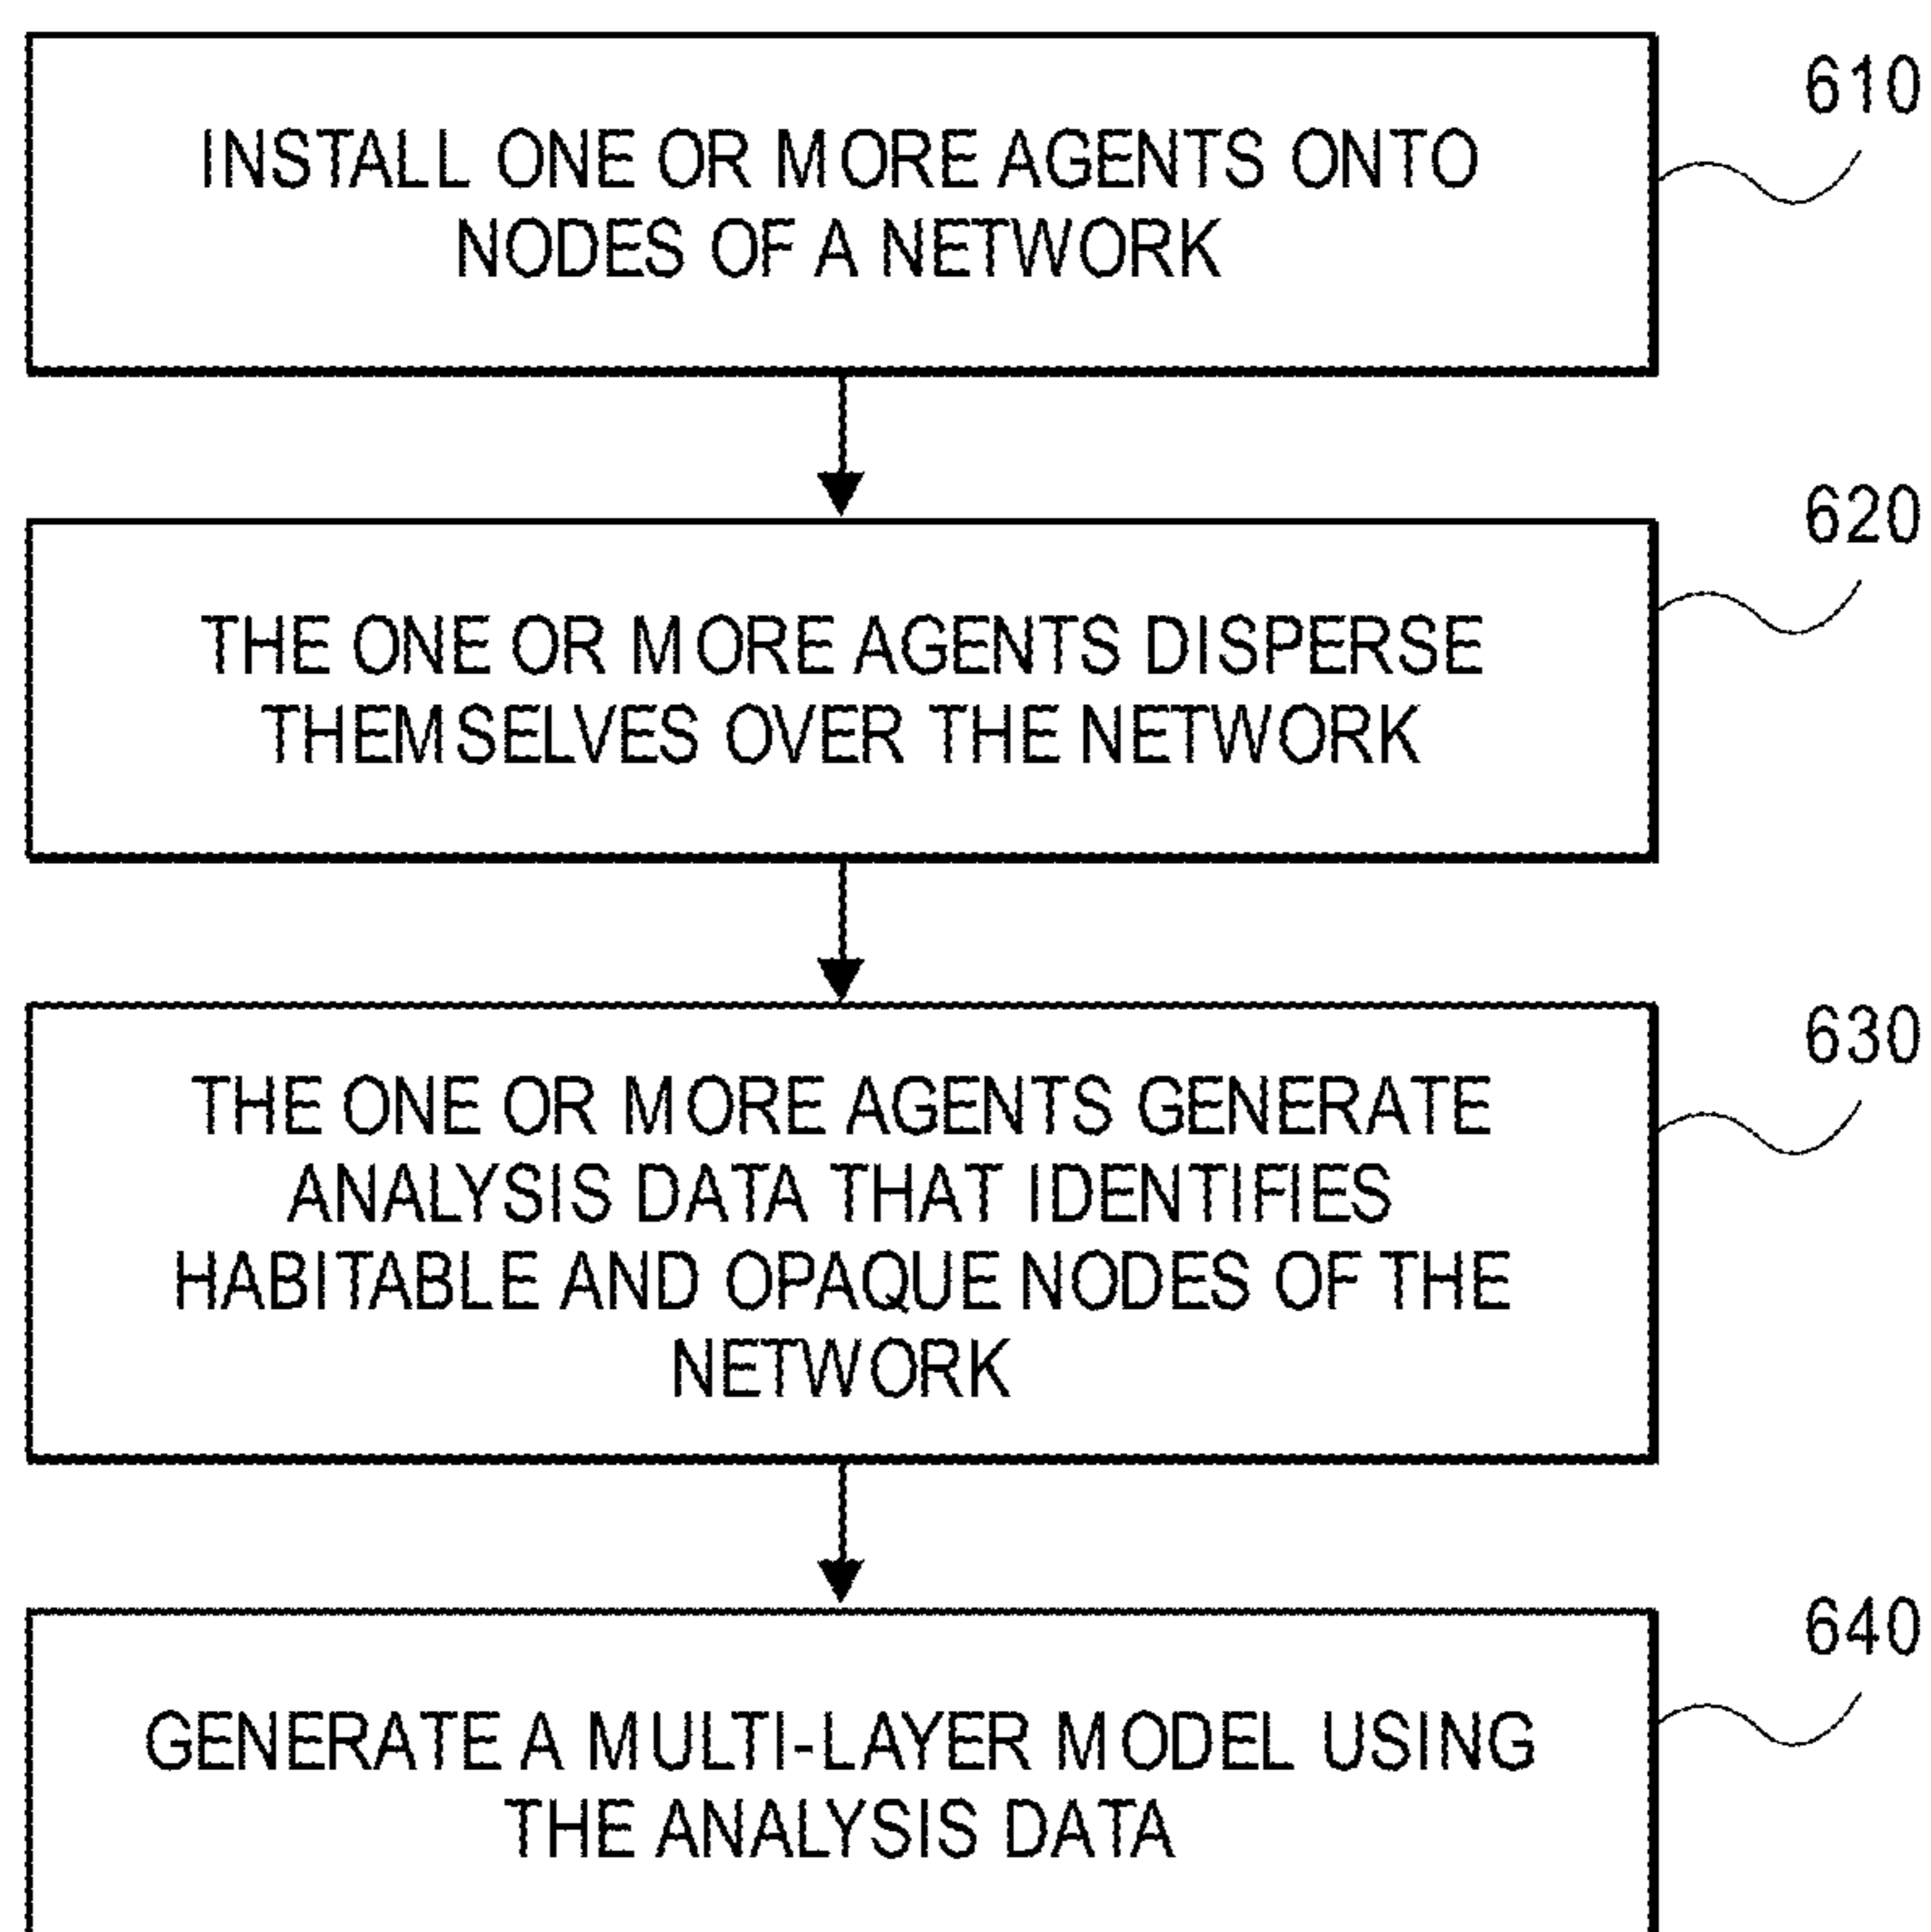 610
INSTALL ONE OR MORE AGENTS ONTO
NODES OF A NETWORK
620
THE ONE OR MORE AGENTS DISPERSE
THEMSELVES OVER THE NETWORK
630
THE ONE OR MORE AGENTS GENERATE
ANALYSIS DATA THAT IDENTIFIES
HABITABLE AND OPAQUE NODES OF THE
NETWORK
640
GENERATE A MULTI-LAYER MODEL USING
THE ANALYSIS DATA